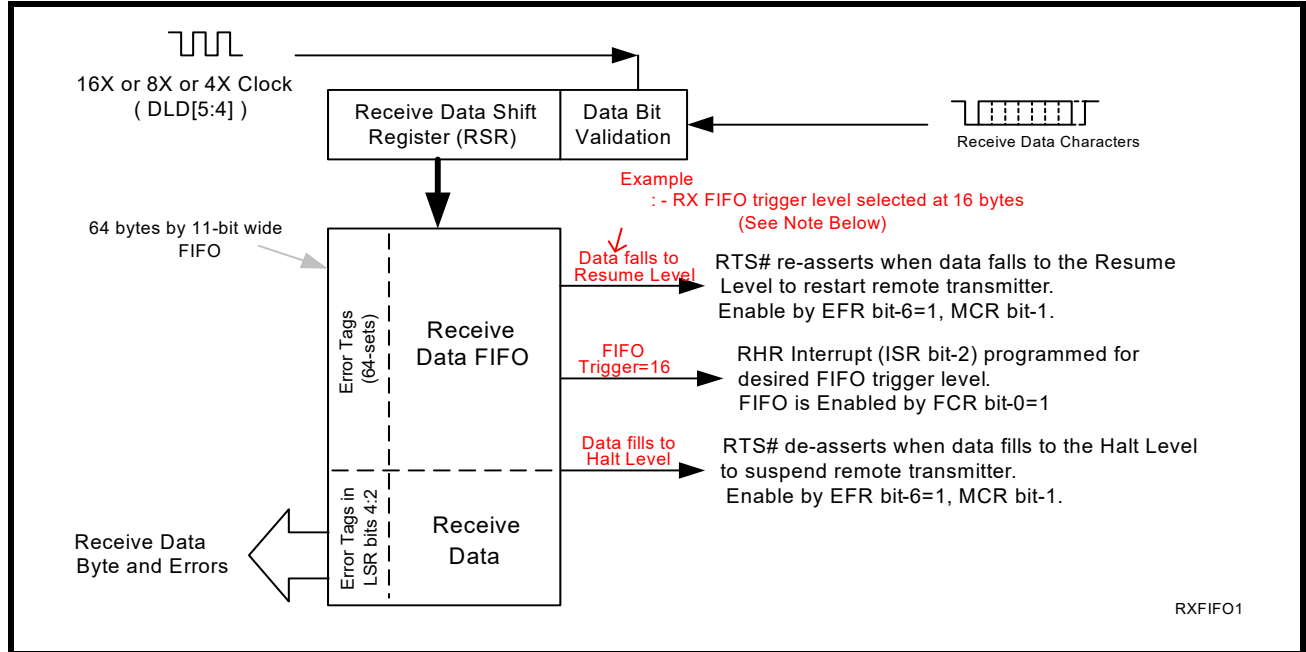 16X or 8X or 4X Clock
( DLD[5:4] )
Receive Data Shift
Register (RSR)
Data Bit
Validation
Receive Data Characters
Example
: - RX FIFO trigger level selected at 16 bytes
(See Note Below)
64 bytes by 11-bit wide
FIFO
Error Tags
(64-sets)
Receive
Data FIFO
Data falls to
Resume Level
RTS# re-asserts when data falls to the Resume
Level to restart remote transmitter.
Enable by EFR bit-6=1, MCR bit-1.
FIFO
Trigger=16
RHR Interrupt (ISR bit-2) programmed for
desired FIFO trigger level.
FIFO is Enabled by FCR bit-0=1
Data fills to
Halt Level
RTS# de-asserts when data fills to the Halt Level
to suspend remote transmitter.
Enable by EFR bit-6=1, MCR bit-1.
Error Tags in
LSR bits 4:2
Receive
Data
Receive Data
Byte and Errors
RXFIFO1